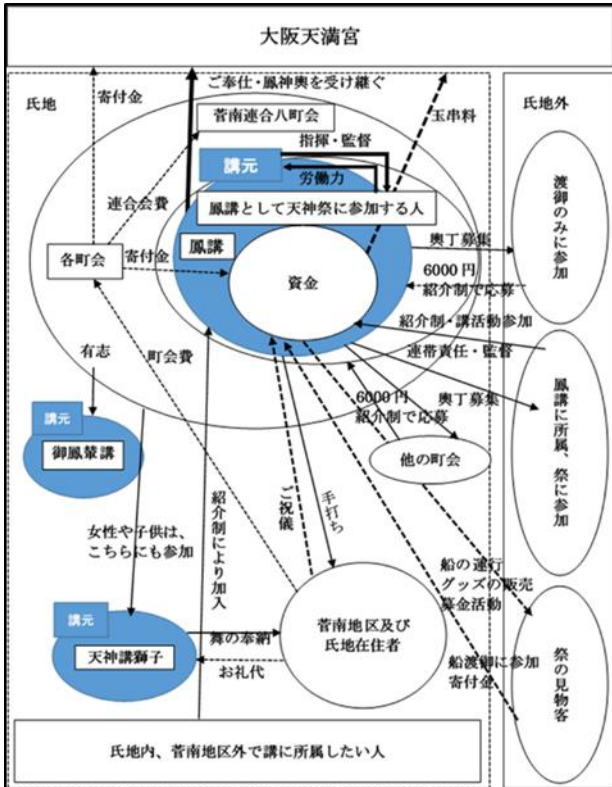 大阪天満宮
氏地
寄付金
ご奉仕・鳳神輿を受け継ぐ
玉串料
氏地外
菅南連合八町会
指揮・監督
講元
労働力
連合会費
鳳講として天神祭に参加する人
鳳講
各町会
寄付金
資金
輿丁募集
6000円
紹介制で応募
渡御のみに参加
紹介制・講活動参加
連帯責任・監督
有志
町会費
6000円
紹介制で応募
輿丁募集
講元
御鳳輦講
他の町会
鳳講に所属、祭に参加
女性や子供は、
こちらにも参加
紹介制により加入
ご祝儀
手打ち
船の運行
グッズの販売
募金活動
講元
天神講獅子
舞の奉納
お礼代
菅南地区及び
氏地在住者
船渡御に参加
寄付金
祭の見物客
氏地内、菅南地区外で講に所属したい人